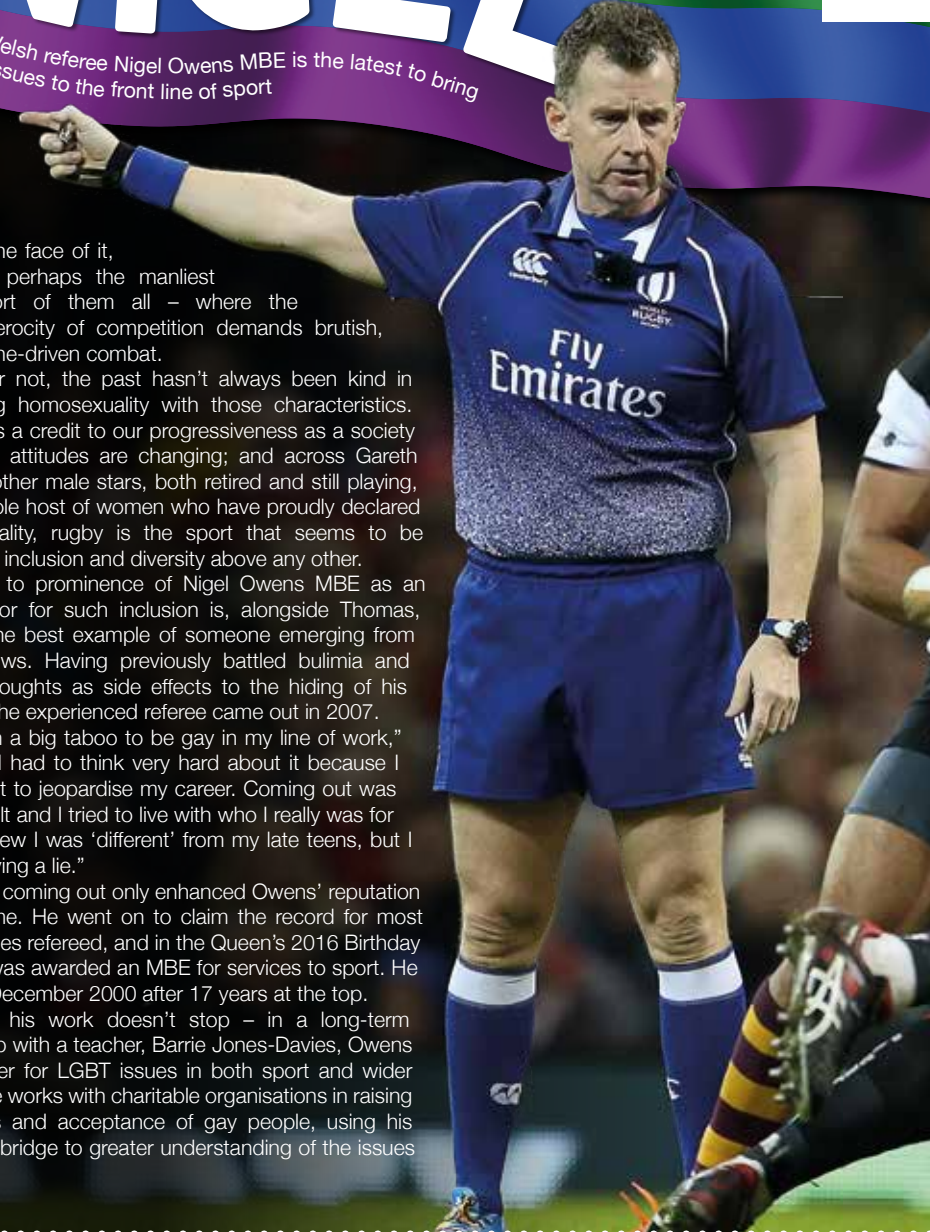 elsh referee Nigel Owens MBE is the latest to bring
ssues to the front line of sport
ne face of it,
perhaps the manliest
ort of them all – where the
erocity of competition demands brutish,
ne-driven combat.
r not, the past hasn't always been kind in
g homosexuality with those characteristics.
s a credit to our progressiveness as a society
attitudes are changing; and across Gareth
other male stars, both retired and still playing,
ble host of women who have proudly declared
ality, rugby is the sport that seems to be
inclusion and diversity above any other.
to prominence of Nigel Owens MBE as an
or for such inclusion is, alongside Thomas,
ne best example of someone emerging from
ws. Having previously battled bulimia and
oughts as side effects to the hiding of his
he experienced referee came out in 2007.
n a big taboo to be gay in my line of work,"
I had to think very hard about it because I
t to jeopardise my career. Coming out was
lt and I tried to live with who I really was for
ew I was 'different' from my late teens, but I
ving a lie."
coming out only enhanced Owens' reputation
ne. He went on to claim the record for most
es refereed, and in the Queen's 2016 Birthday
was awarded an MBE for services to sport. He
December 2000 after 17 years at the top.
his work doesn't stop – in a long-term
p with a teacher, Barrie Jones-Davies, Owens
er for LGBT issues in both sport and wider
e works with charitable organisations in raising
s and acceptance of gay people, using his
bridge to greater understanding of the issues
CANTERBURY
WORLD
RUGBY
Fly
Emirates